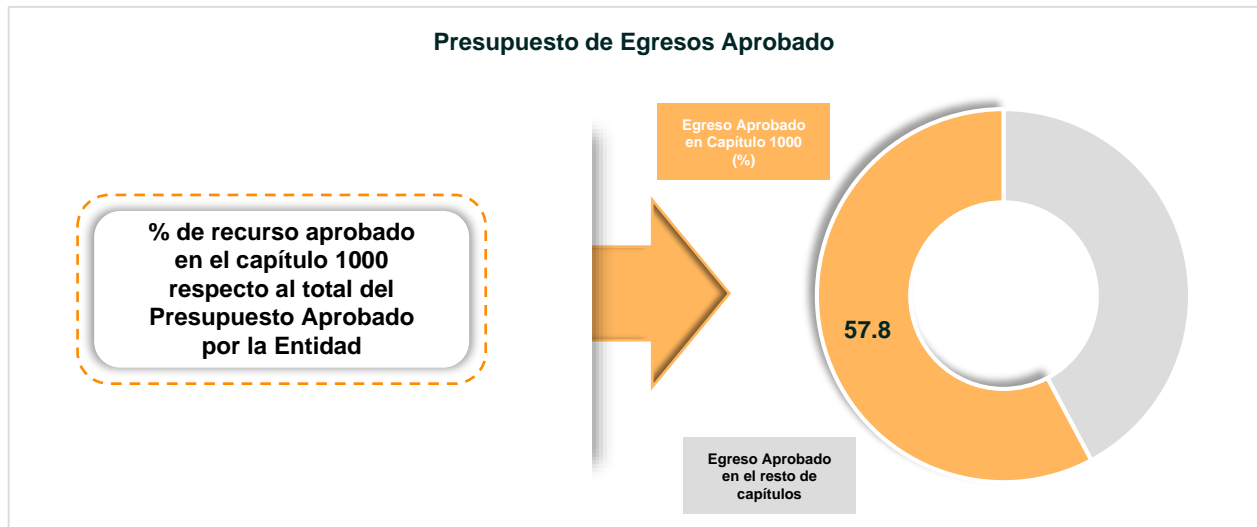 Presupuesto de Egresos Aprobado
Egreso Aprobado
en Capítulo 1000
(%)
% de recurso aprobado
en el capítulo 1000
respecto al total del
Presupuesto Aprobado
por la Entidad
57.8
Egreso Aprobado
en el resto de
capítulos